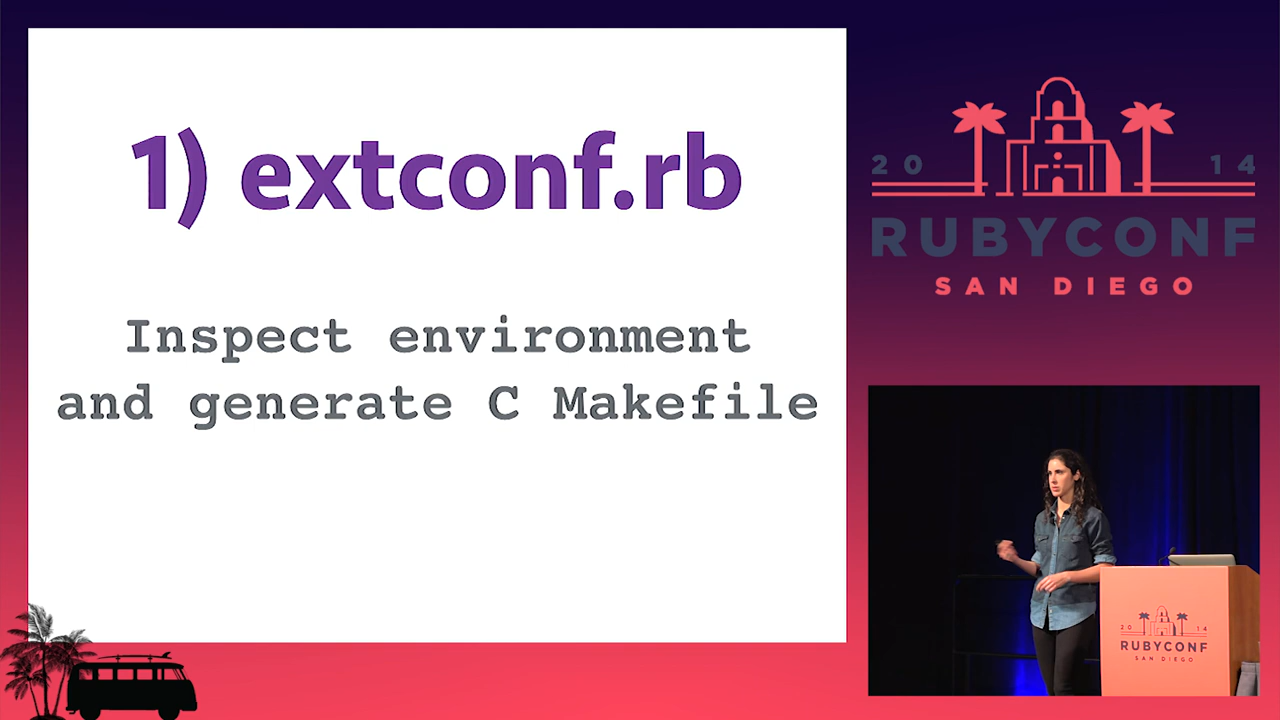 1) extconf.rb
Inspect environment
and generate C Makefile
20 14
RUBYCONF
SAN DIEGO
20 14
RUBYCONF
SAN DIEGO